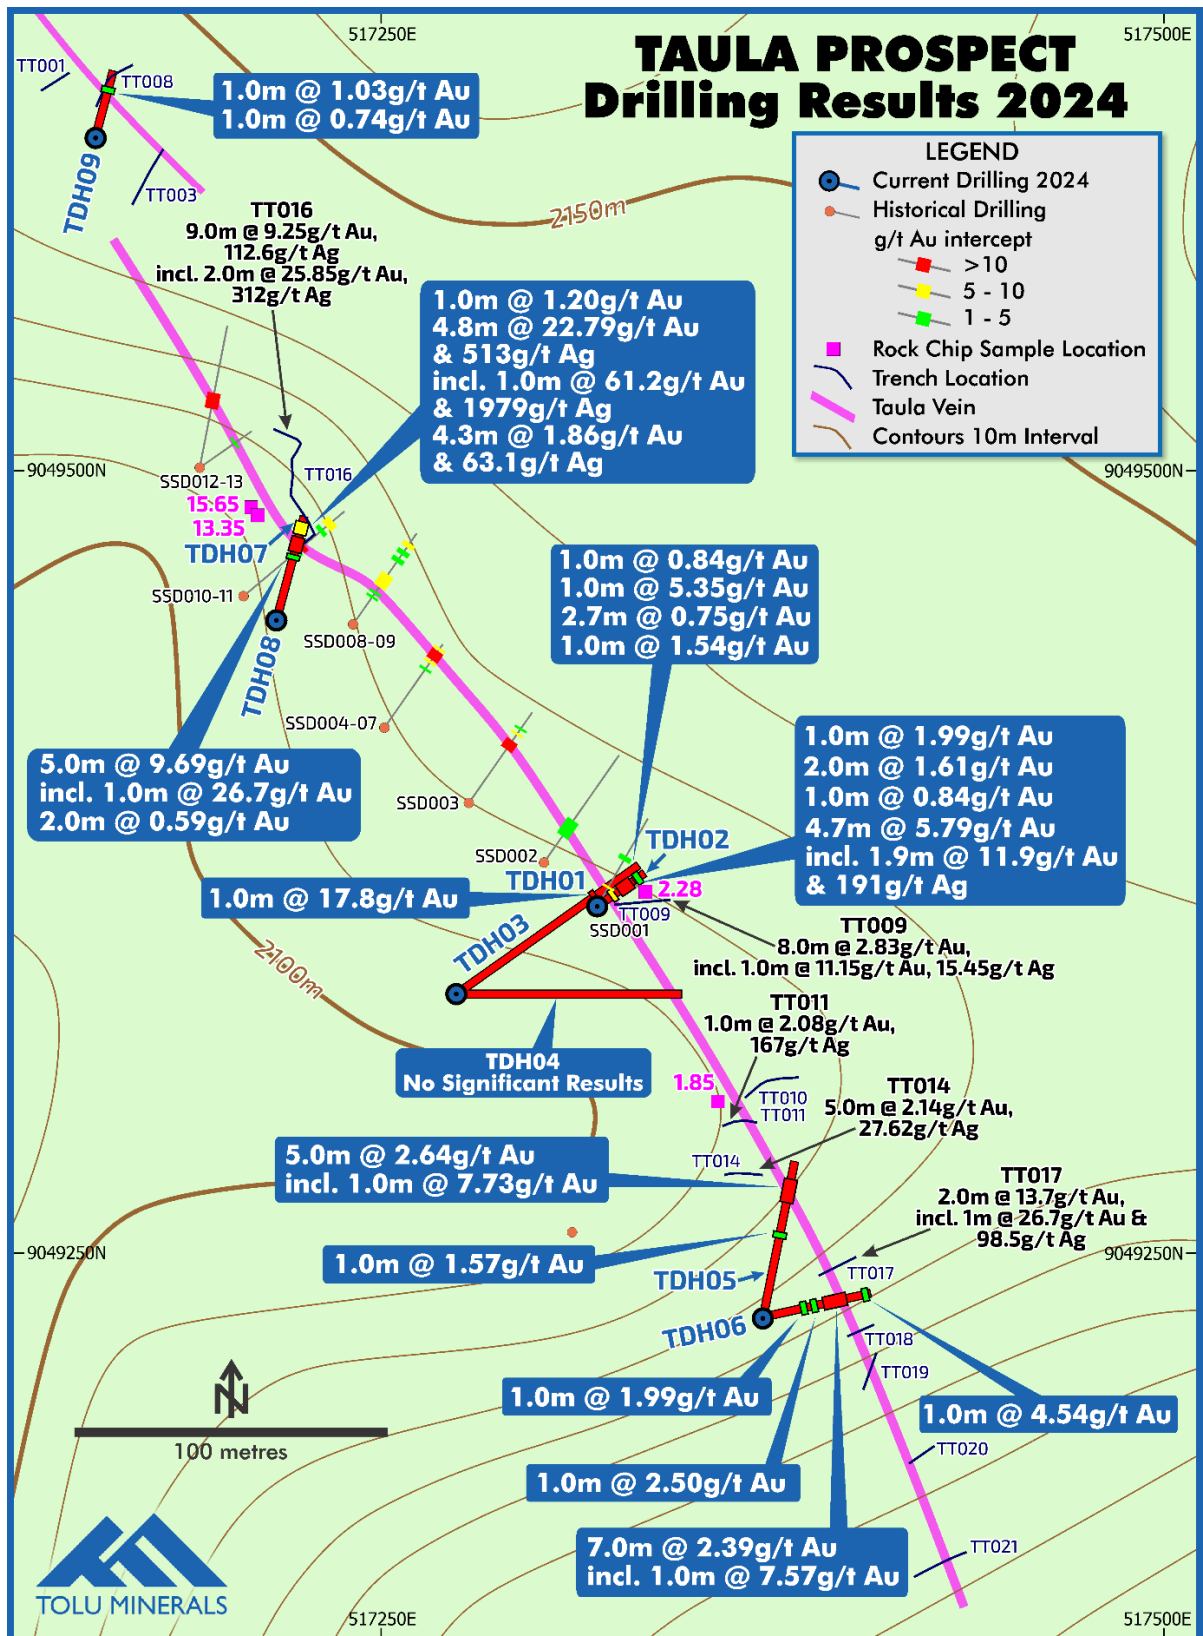 517250E
517500E
TAULA PROSPECT
Drilling Results 2024
TT001
TT008
1.0m @ 1.03g/t Au
1.0m @ 0.74g/t Au
TDH09
TT003
2150m
LEGEND
Current Drilling 2024
Historical Drilling
g/t Au intercept
>10
5 - 10
1 - 5
Rock Chip Sample Location
Trench Location
Taula Vein
Contours 10m Interval
TT016
9.0m @ 9.25g/t Au,
112.6g/t Ag
incl. 2.0m @ 25.85g/t Au,
312g/t Ag
1.0m @ 1.20g/t Au
4.8m @ 22.79g/t Au
& 513g/t Ag
incl. 1.0m @ 61.2g/t Au
& 1979g/t Ag
4.3m @ 1.86g/t Au
& 63.1g/t Ag
9049500N
9049500N
SSD012-13
TT016
15.65
13.35
TDH07
SSD010-11
SSD008-09
TDH08
SSD004-07
1.0m @ 0.84g/t Au
1.0m @ 5.35g/t Au
2.7m @ 0.75g/t Au
1.0m @ 1.54g/t Au
5.0m @ 9.69g/t Au
incl. 1.0m @ 26.7g/t Au
2.0m @ 0.59g/t Au
1.0m @ 1.99g/t Au
2.0m @ 1.61g/t Au
1.0m @ 0.84g/t Au
4.7m @ 5.79g/t Au
incl. 1.9m @ 11.9g/t Au
& 191g/t Ag
SSD003
SSD002
TDH02
TDH01
1.0m @ 17.8g/t Au
2.28
TT009
SSD001
TDH03
2100m
TT009
8.0m @ 2.83g/t Au,
incl. 1.0m @ 11.15g/t Au, 15.45g/t Ag
TT011
1.0m @ 2.08g/t Au,
167g/t Ag
TDH04
No Significant Results
1.85
TT010
TT011
TT014
5.0m @ 2.14g/t Au,
27.62g/t Ag
TT014
5.0m @ 2.64g/t Au
incl. 1.0m @ 7.73g/t Au
TT017
2.0m @ 13.7g/t Au,
incl. 1m @ 26.7g/t Au &
98.5g/t Ag
9049250N
9049250N
1.0m @ 1.57g/t Au
TDH05
TT017
TDH06
TT018
TT019
1.0m @ 1.99g/t Au
1.0m @ 4.54g/t Au
N
100 metres
TT020
1.0m @ 2.50g/t Au
7.0m @ 2.39g/t Au
incl. 1.0m @ 7.57g/t Au
TT021
TOLU MINERALS
517250E
517500E